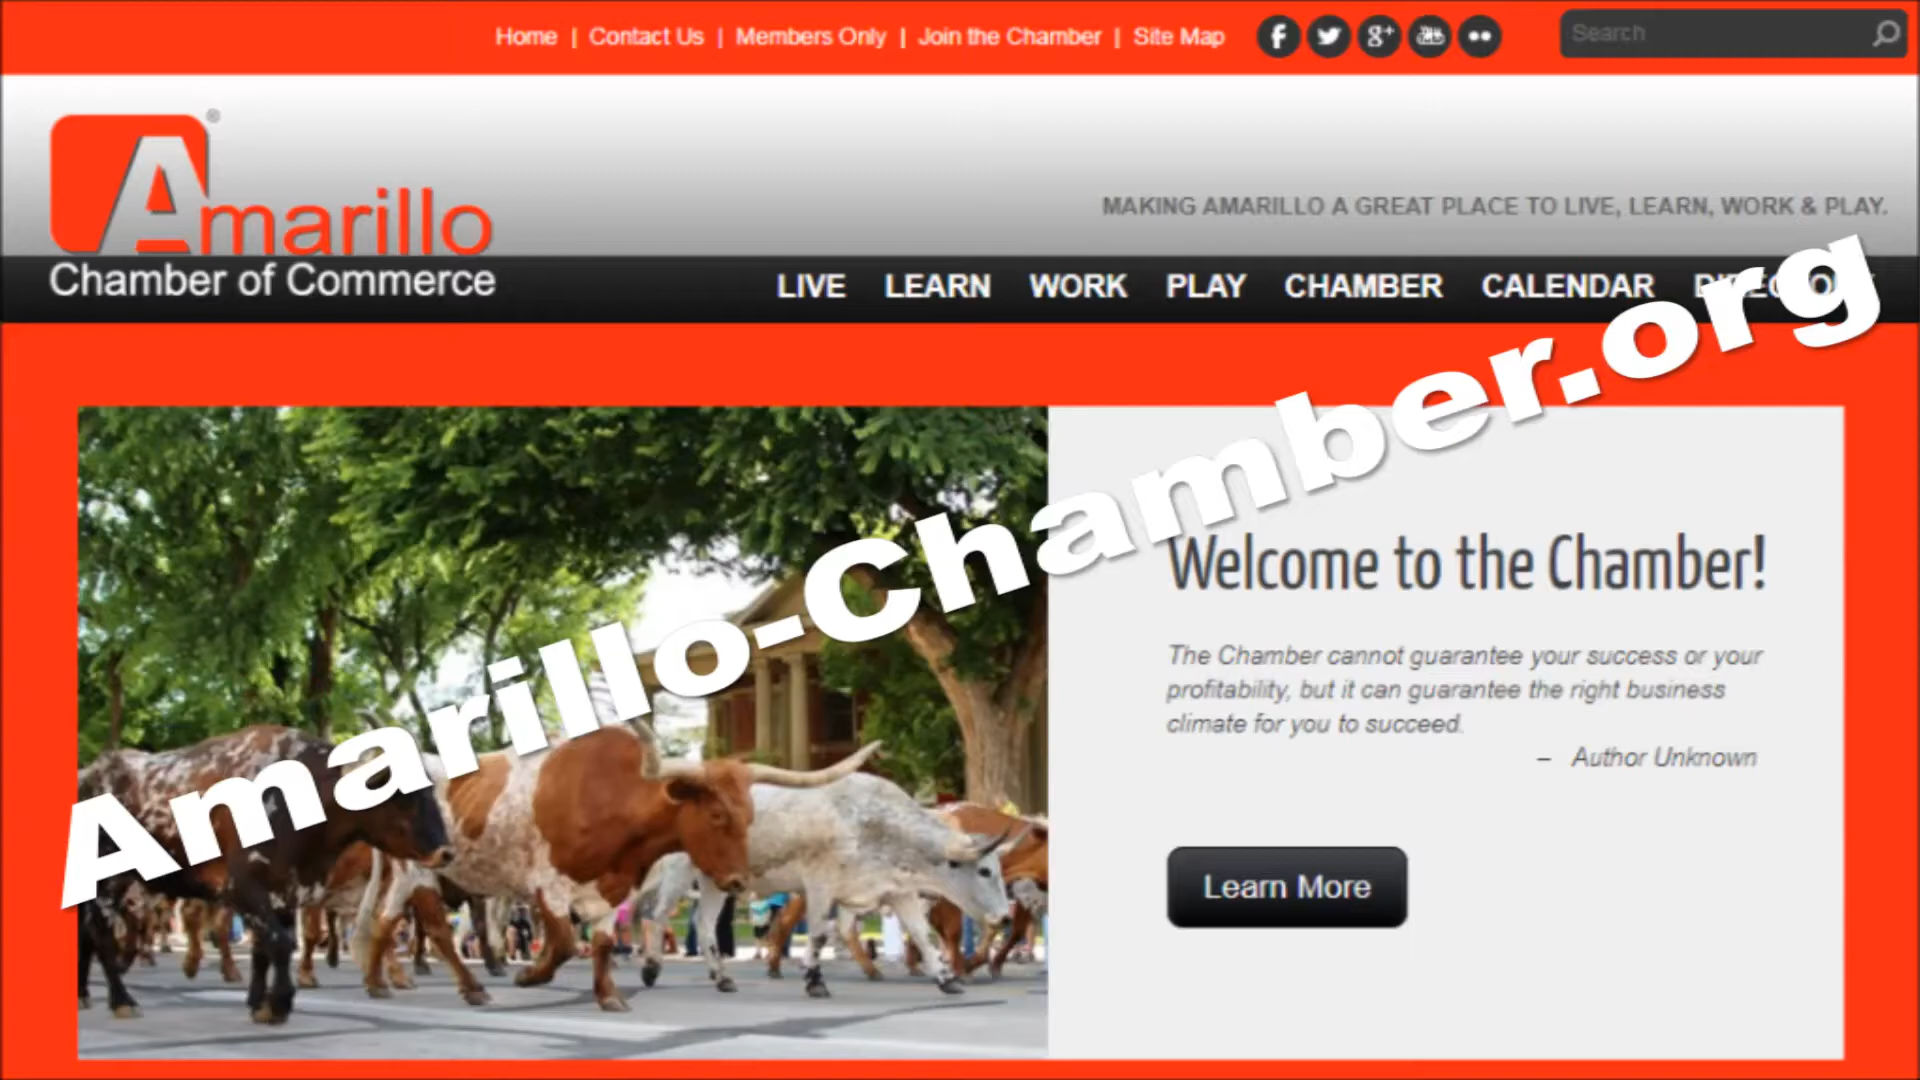 Home | Contact Us | Members Only | Join the Chamber | Site Map
Search
Amarillo®
Chamber of Commerce
MAKING AMARILLO A GREAT PLACE TO LIVE, LEARN, WORK & PLAY.
LIVE LEARN WORK PLAY CHAMBER CALENDAR
Amarillo-Chamber.org
Welcome to the Chamber!
The Chamber cannot guarantee your success or your
profitability, but it can guarantee the right business
climate for you to succeed.
– Author Unknown
Learn More